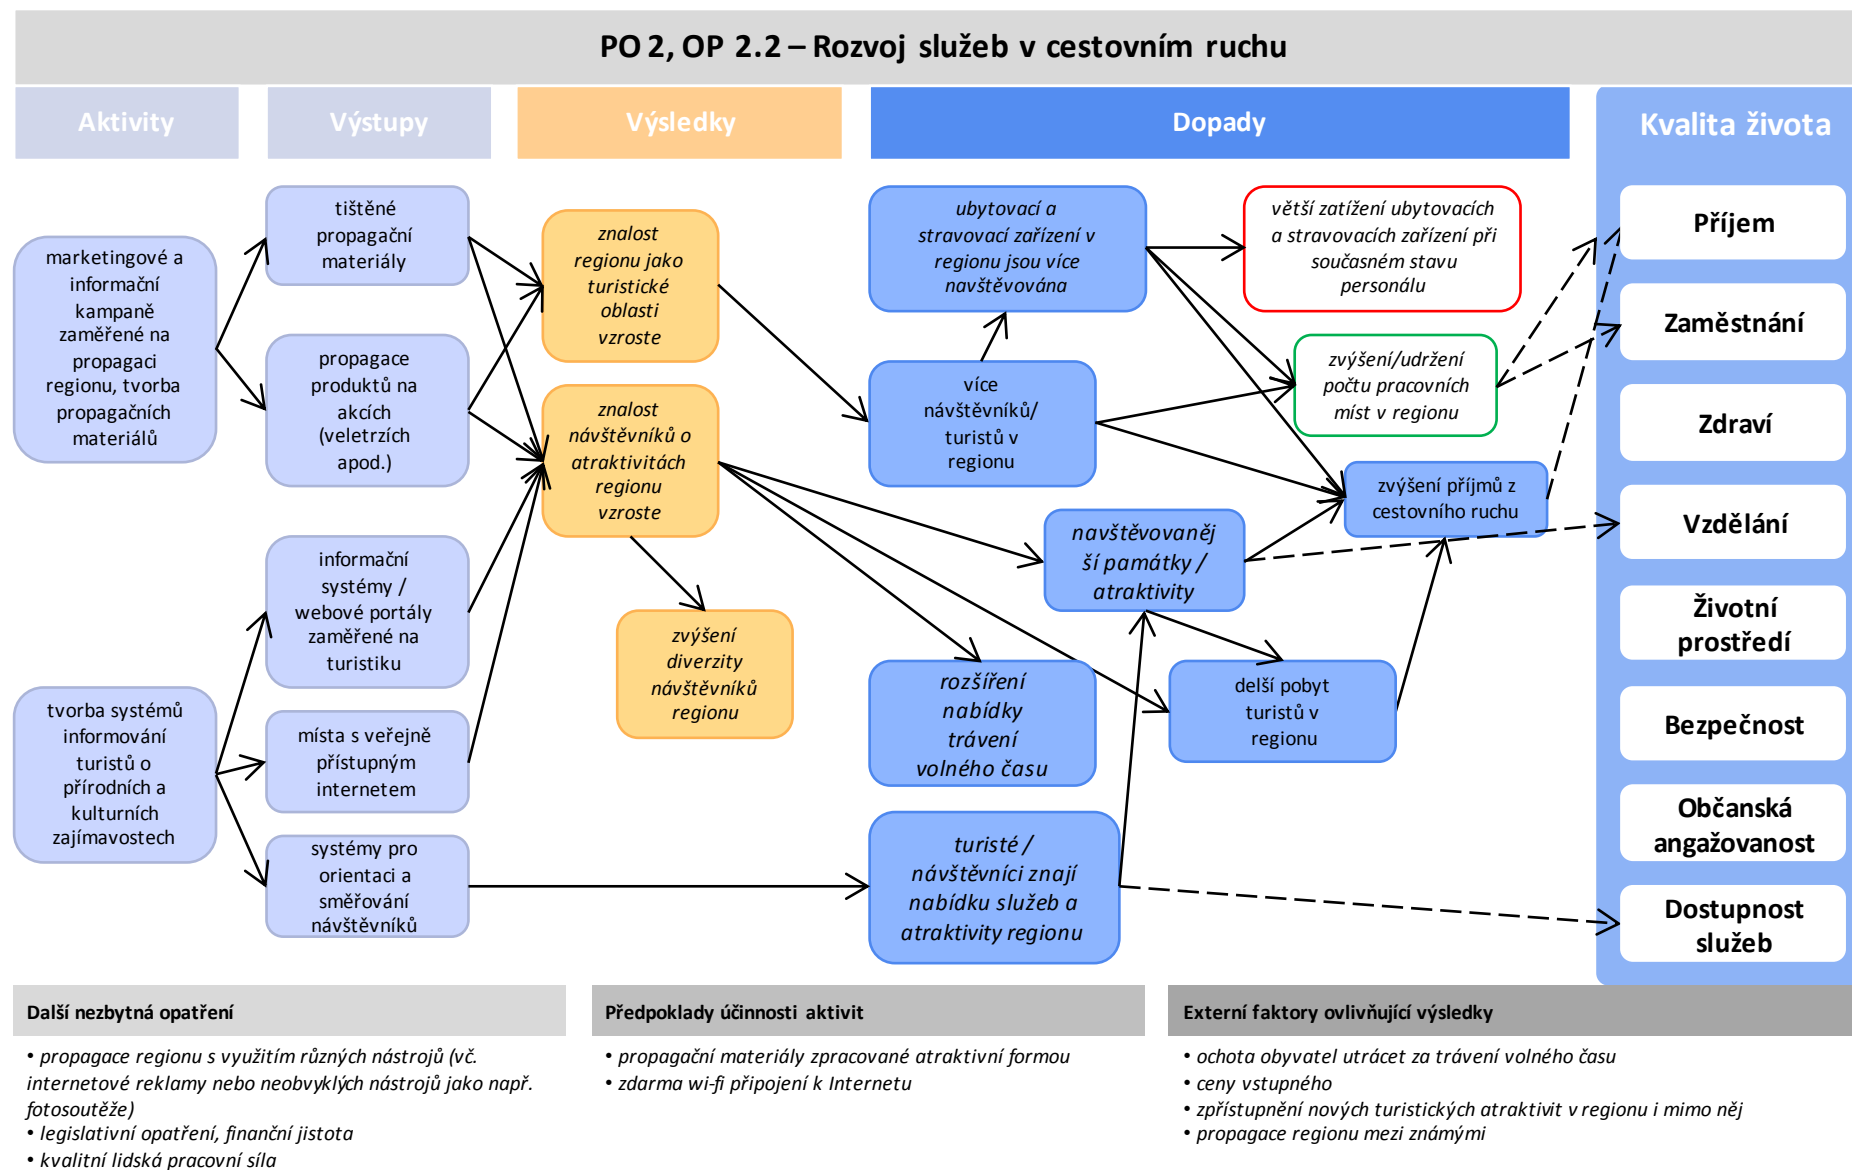 PO 2, OP 2.2 – Rozvoj služeb v cestovním ruchu
Aktivity
Výstupy
Výsledky
Dopady
Kvalita života
marketingové a
informační
kampaně
zaměřené na
propagaci
regionu, tvorba
propagačních
materiálů
tvorba systémů
informování
turistů o
přírodních a
kulturních
zajímavostech
tištěné
propagační
materiály
propagace
produktů na
akcích
(veletrzích
apod.)
informační
systémy /
webové portály
zaměřené na
turistiku
místa s veřejně
přístupným
internetem
systémy pro
orientaci a
směřování
návštěvníků
znalost
regionu jako
turistické
oblasti
vzroste
znalost
návštěvníků o
atraktivitách
regionu
vzroste
zvýšení
diverzity
návštěvníků
regionu
ubytovací a
stravovací zařízení v
regionu jsou více
navštěvována
více
návštěvníků/
turistů v
regionu
navštěvovaněj
ší památky /
atraktivity
rozšíření
nabídky
trávení
volného času
turisté /
návštěvníci znají
nabídku služeb a
atraktivity regionu
větší zatížení ubytovacích
a stravovacích zařízení při
současném stavu
personálu
zvýšení/udržení
počtu pracovních
míst v regionu
zvýšení příjmů z
cestovního ruchu
delší pobyt
turistů v
regionu
Příjem
Zaměstnání
Zdraví
Vzdělání
Životní
prostředí
Bezpečnost
Občanská
angažovanost
Dostupnost
služeb
Další nezbytná opatření
• propagace regionu s využitím různých nástrojů (vč.
internetové reklamy nebo neobvyklých nástrojů jako např.
fotosoutěže)
• legislativní opatření, finanční jistota
• kvalitní lidská pracovní síla
Předpoklady účinnosti aktivit
• propagační materiály zpracované atraktivní formou
• zdarma wi-fi připojení k Internetu
Externí faktory ovlivňující výsledky
• ochota obyvatel utrácet za trávení volného času
• ceny vstupného
• zpřístupnění nových turistických atraktivit v regionu i mimo něj
• propagace regionu mezi známými